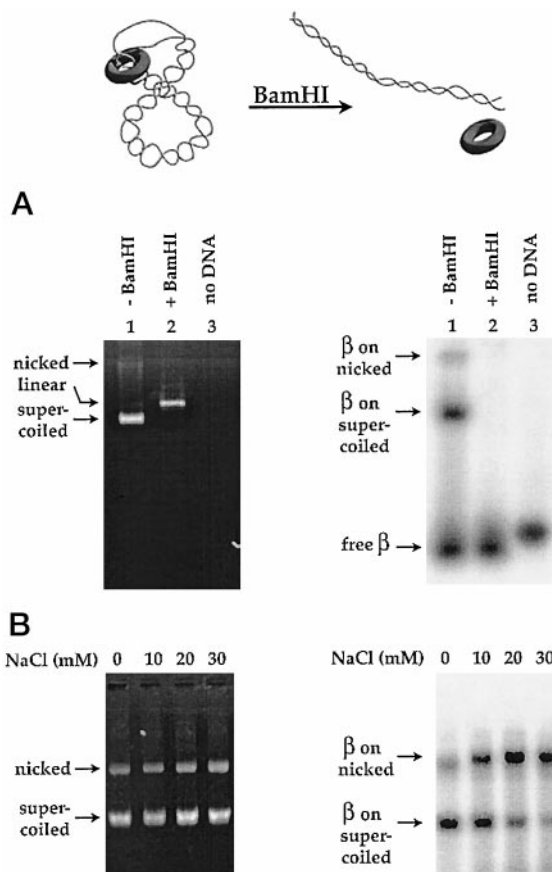 BamHI
A
- BamHI
+ BamHI
no DNA
1 2 3
nicked
linear
super-
coiled
- BamHI
+ BamHI
no DNA
1 2 3
β on
nicked
β on
super-
coiled
free β
B
NaCl (mM) 0 10 20 30
nicked
super-
coiled
NaCl (mM) 0 10 20 30
β on
nicked
β on
super-
coiled